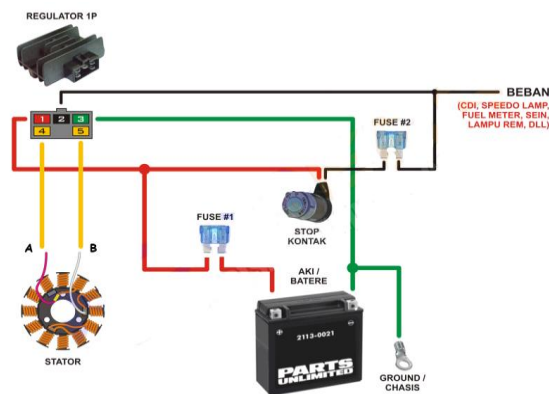 REGULATOR 1P
BEBAN
(CDI, SPEEDO LAMP,
FUEL METER, SEIN,
LAMPU REM, DLL)
1 2 3
4 5
FUSE #2
A B
FUSE #1
STOP
KONTAK
AKI /
BATERE
2113-0021
PARTS
UNLIMITED
STATOR
GROUND /
CHASIS